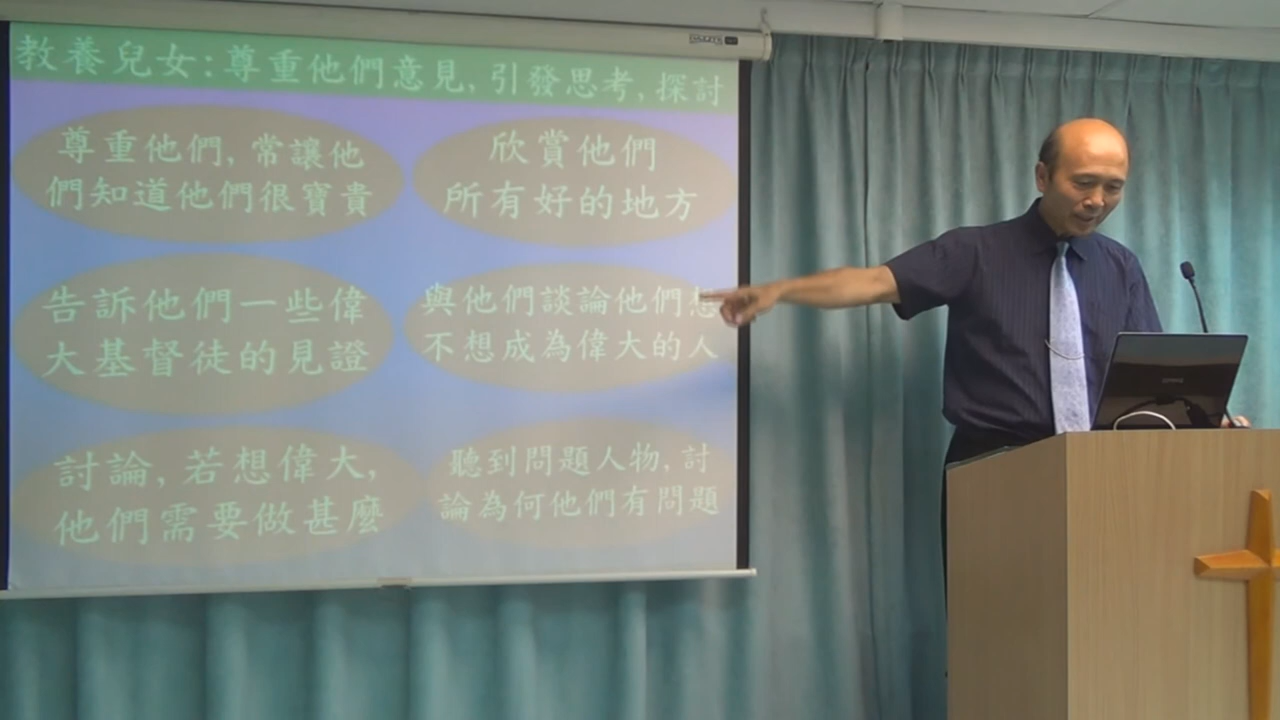 教養兒女:尊重他們意見,引發思考,探討
尊重他們,常讓他
們知道他們很寶貴
欣賞他們
所有好的地方
告訴他們一些偉
大基督徒的見證
與他們談論他們想
不想成為偉大的人
討論,若想偉大,
他們需要做甚麼
聽到問題人物,討
論為何他們有問題